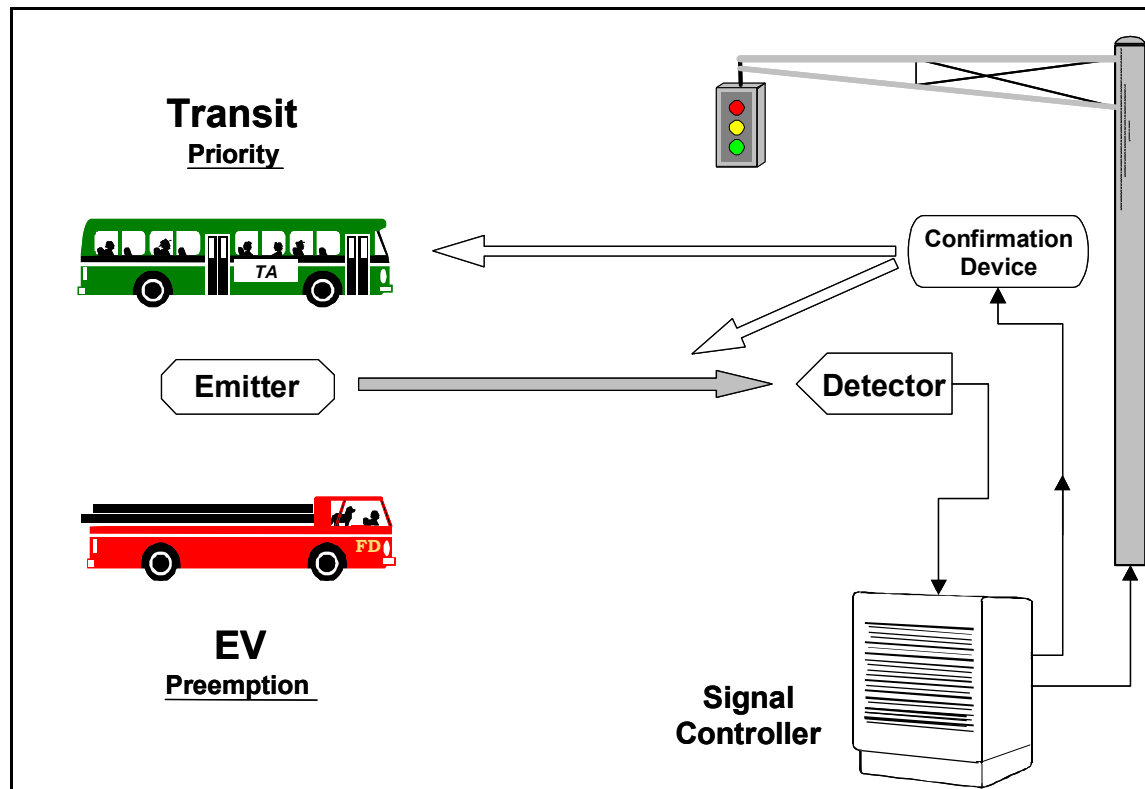 Transit
Priority
TA
Confirmation
Device
Emitter
Detector
FD
EV
Preemption
Signal
Controller